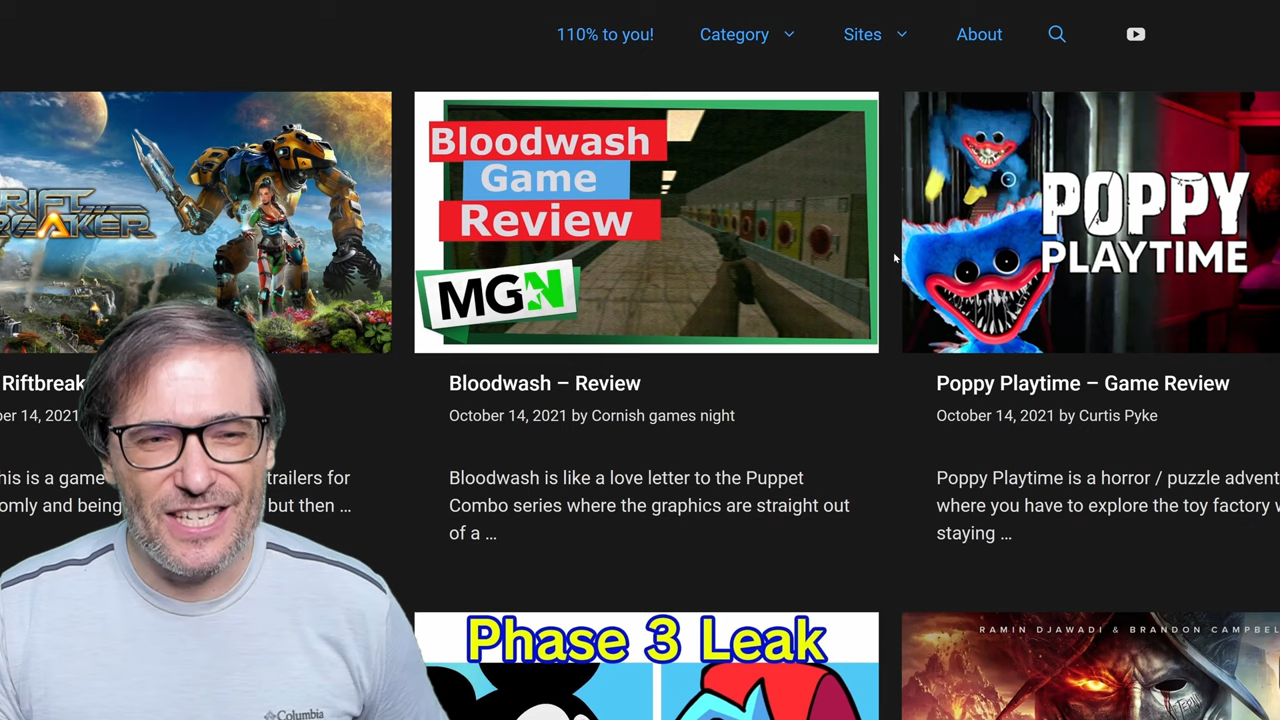 110% to you!
Category
Sites
About
RIFT
BREAKER
Bloodwash
Game
Review
MGN
POPPY
PLAYTIME
Riftbreak
er 14, 2021
his is a game
trailers for
omly and being
but then ...
Bloodwash – Review
October 14, 2021 by Cornish games night
Bloodwash is like a love letter to the Puppet
Combo series where the graphics are straight out
of a ...
Poppy Playtime – Game Review
October 14, 2021 by Curtis Pyke
Poppy Playtime is a horror / puzzle advent
where you have to explore the toy factory w
staying ...
Columbia
Phase 3 Leak
RAMIN DJAWADI & BRANDON CAMPBEL